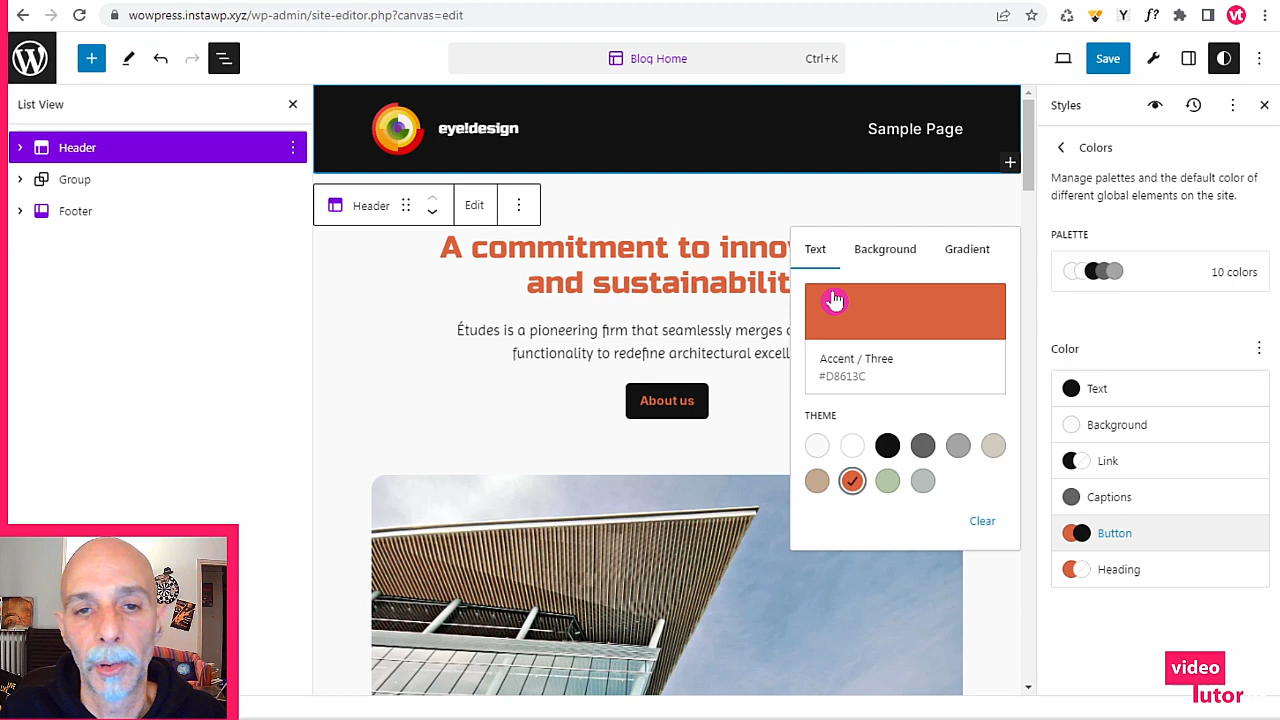 wowpress.instawp.xyz/wp-admin/site-editor.php?canvas=edit
Blog Home
Ctrl+K
Save
List View
Header
Group
Footer
eye!design
Sample Page
Header
Edit
A commitment to inno
and sustainabilit
Études is a pioneering firm that seamlessly merges
functionality to redefine architectural excell
About us
Text
Background
Gradient
Accent / Three
#D8613C
THEME
Clear
Styles
Colors
Manage palettes and the default color of
different global elements on the site.
PALETTE
10 colors
Color
Text
Background
Link
Captions
Button
Heading
video
Tutor